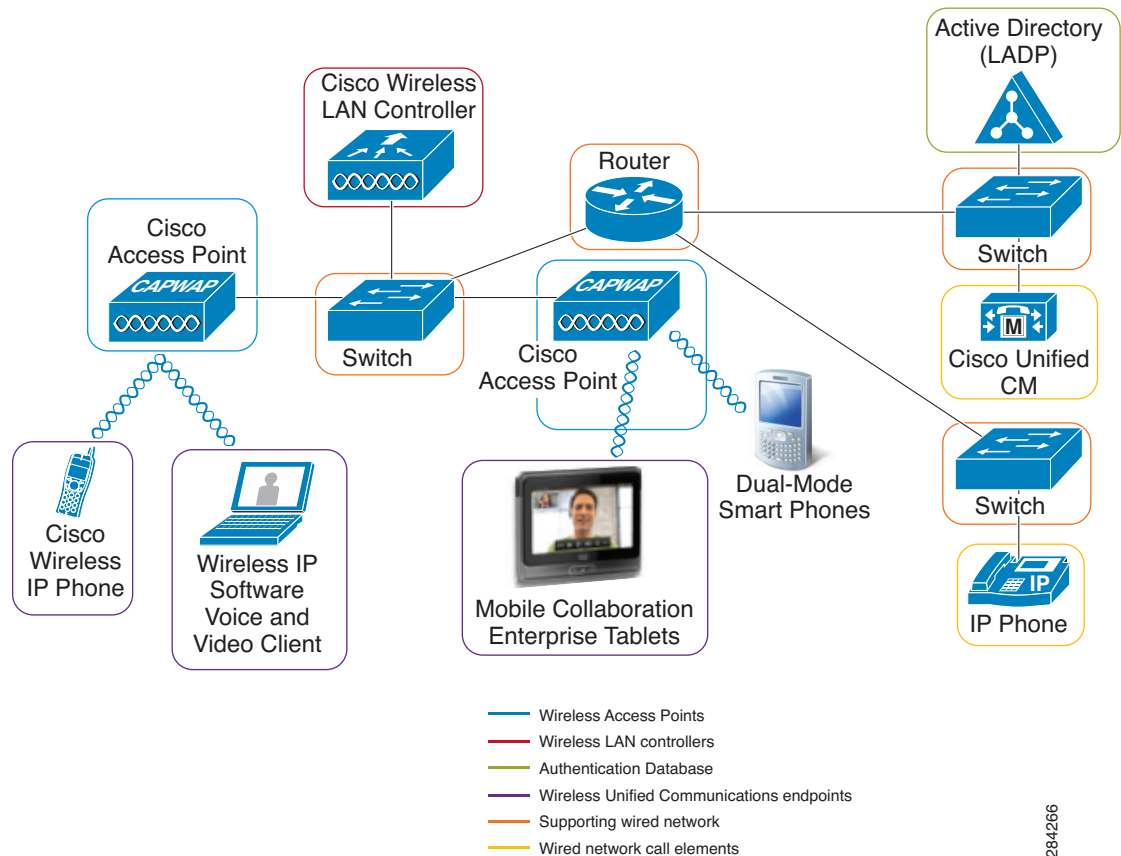 Active Directory
(LADP)
Cisco Wireless
LAN Controller
Router
Cisco
Access Point
CAPWAP
CAPWAP
Switch
Switch
Cisco
Access Point
M
Cisco Unified
CM
Cisco
Wireless
IP Phone
Wireless IP
Software
Voice and
Video Client
Mobile Collaboration
Enterprise Tablets
Dual-Mode
Smart Phones
Switch
IP
IP Phone
Wireless Access Points
Wireless LAN controllers
Authentication Database
Wireless Unified Communications endpoints
Supporting wired network
Wired network call elements
284266